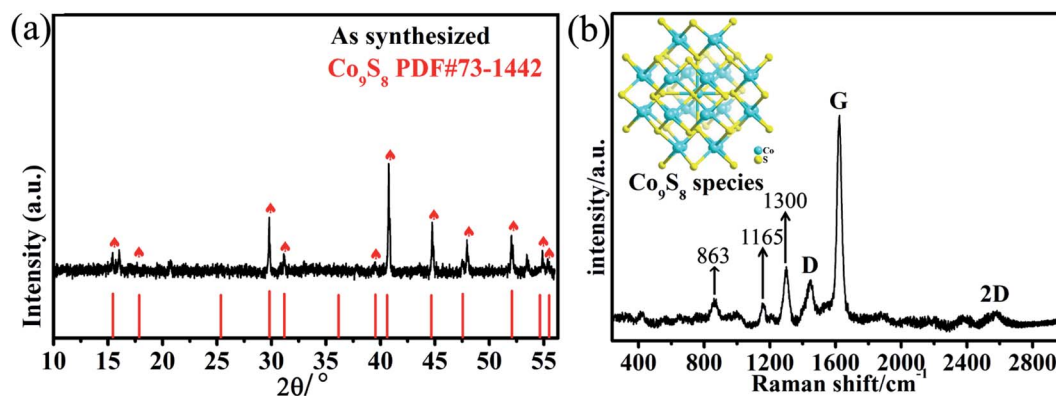 (a)
As synthesized
Co₉S₈ PDF#73-1442
Intensity (a.u.)
10 15 20 25 30 35 40 45 50 55
2θ/°
(b)
G
Co
S
Co₉S₈ species
1300
1165
863
D
2D
intensity/a.u.
400 800 1200 1600 2000 2400 2800
Raman shift/cm⁻¹